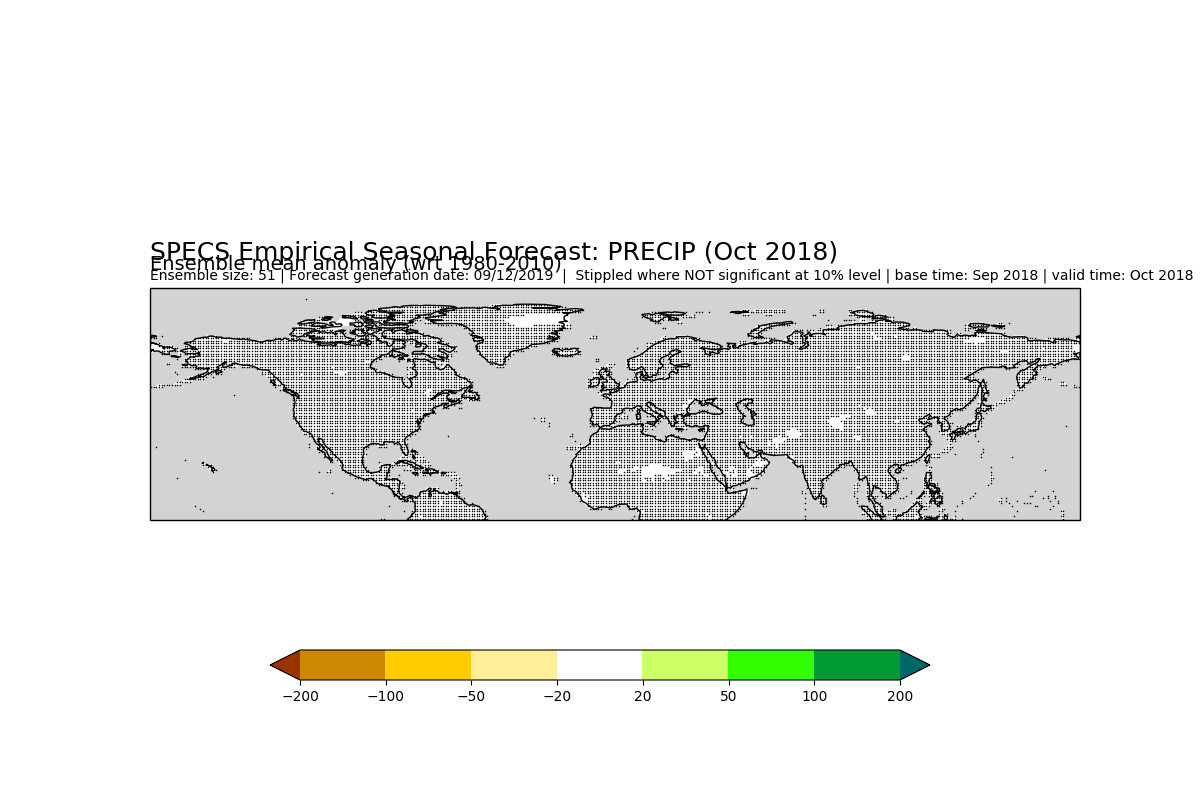 SPECS Empirical Seasonal Forecast: PRECIP (Oct 2018)
Ensemble mean anomaly (wrt 1980-2010)
Ensemble size: 51 | Forecast generation date: 09/12/2019 | Stippled where NOT significant at 10% level | base time: Sep 2018 | valid time: Oct 2018
−200 −100 −50 −20 20 50 100 200